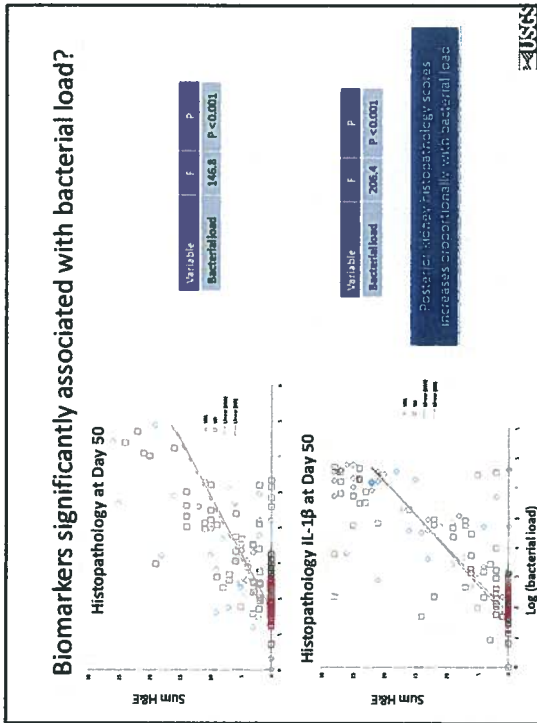 Biomarkers significantly associated with bacterial load?
Histopathology at Day 50
Sum H&E
Variable F P
Bacterial load 146.8 P <0.001
Histopathology IL-1β at Day 50
Sum H&E
Log (bacterial load)
Variable F P
Bacterial load 206.4 P <0.001
Posterior kidney histopathology scores
increases proportionally with bacterial load
USGS